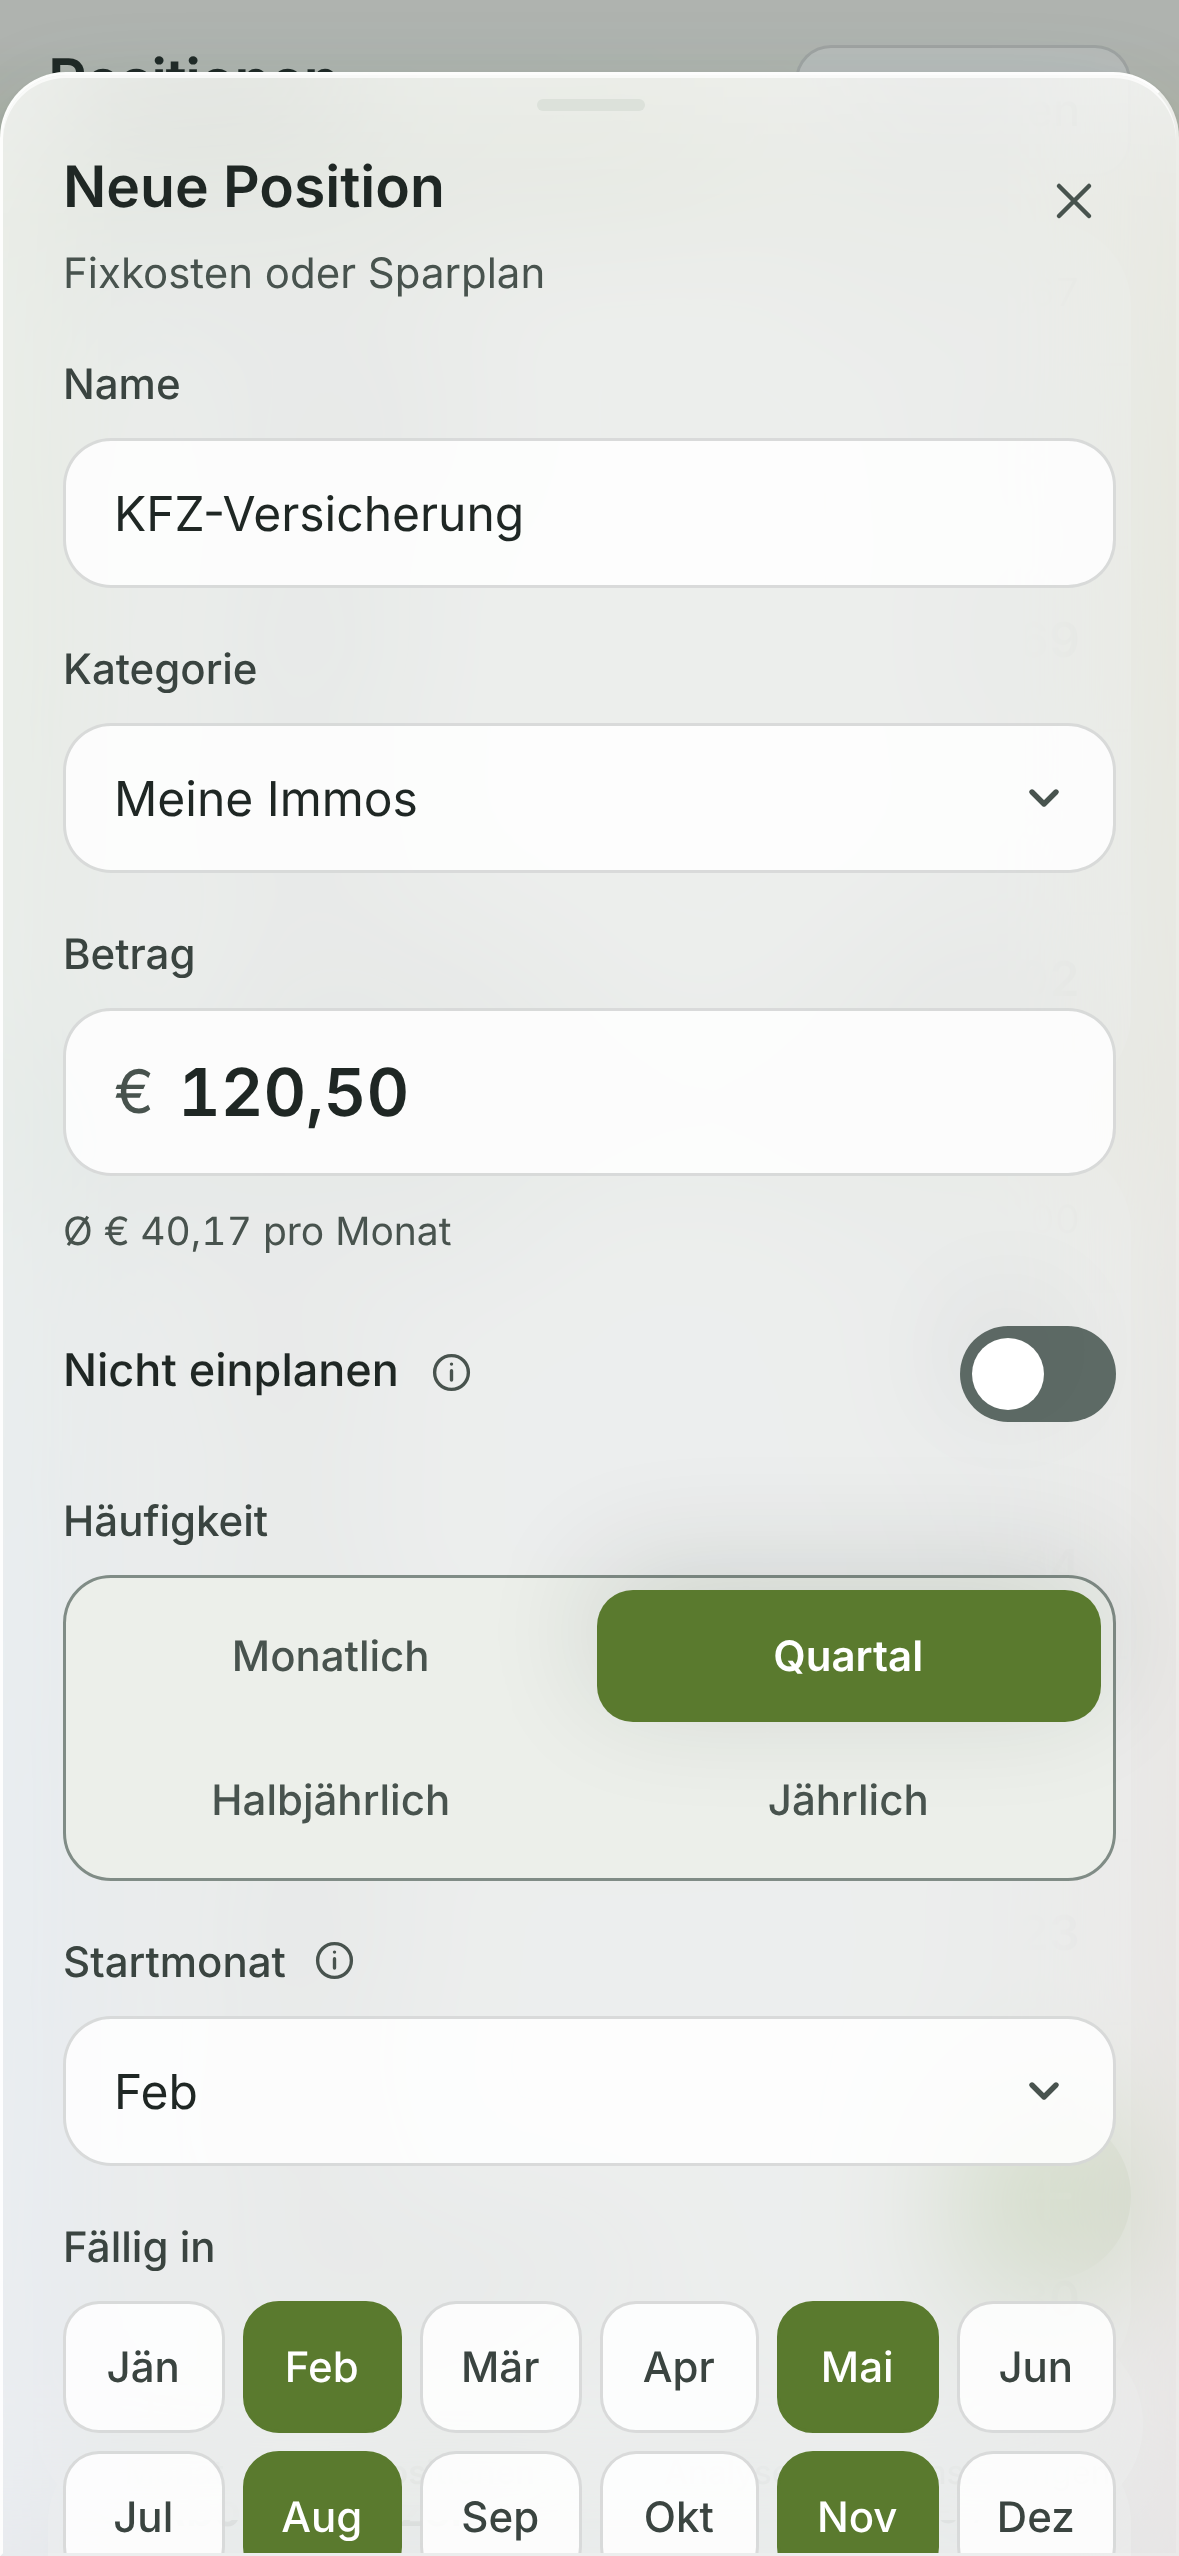 Positionen
Neue Position
Fixkosten oder Sparplan
Name
KFZ-Versicherung
Kategorie
Meine Immos
Betrag
€ 120,50
Ø € 40,17 pro Monat
Nicht einplanen
Häufigkeit
Monatlich Quartal
Halbjährlich Jährlich
Startmonat
Feb
Fällig in
Jän Feb Mär Apr Mai Jun
Jul Aug Sep Okt Nov Dez